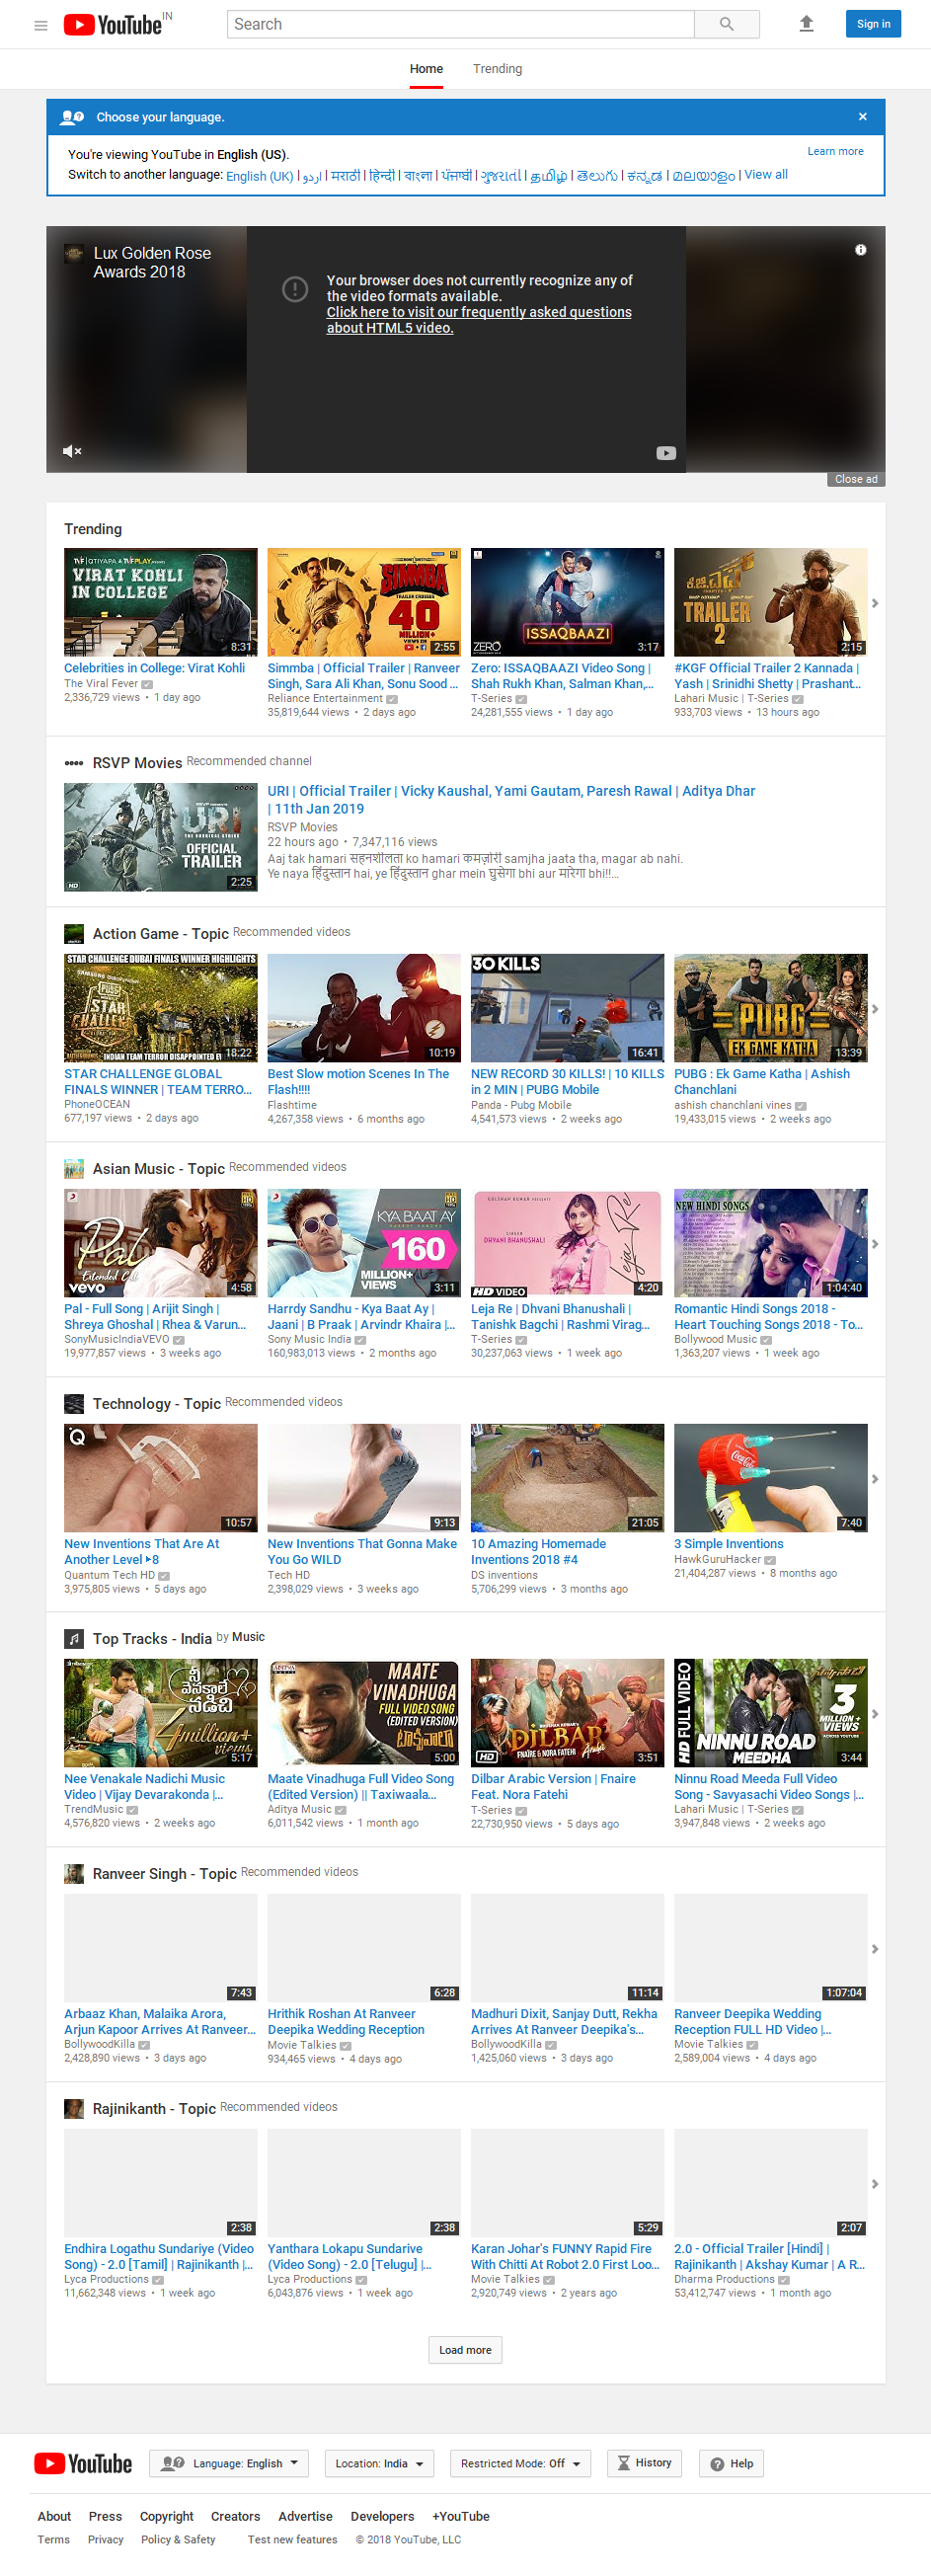 YouTube IN
Search
Sign in
Home Trending
Choose your language. ×
You're viewing YouTube in English (US).
Learn more
Switch to another language: English (UK) | اردو | मराठी | हिन्दी | বাংলা | ਪੰਜਾਬੀ | ગુજરાતી | தமிழ் | తెలుగు | ಕನ್ನಡ | മലയാളം | View all
Lux Golden Rose
Awards 2018
Your browser does not currently recognize any of
the video formats available.
Click here to visit our frequently asked questions
about HTML5 video.
Close ad
Trending
VIRAT KOHLI
IN COLLEGE
8:31
Celebrities in College: Virat Kohli
The Viral Fever
2,336,729 views • 1 day ago
SIMMBA
TRAILER CROSSES
40
MILLION+
VIEWS ON
2:55
Simmba | Official Trailer | Ranveer
Singh, Sara Ali Khan, Sonu Sood ...
Reliance Entertainment
35,819,644 views • 2 days ago
ZERO
ISSAQBAAZI
3:17
Zero: ISSAQBAAZI Video Song |
Shah Rukh Khan, Salman Khan,...
T-Series
24,281,555 views • 1 day ago
TRAILER
2
2:15
#KGF Official Trailer 2 Kannada |
Yash | Srinidhi Shetty | Prashant...
Lahari Music | T-Series
933,703 views • 13 hours ago
RSVP Movies Recommended channel
URI
OFFICIAL
TRAILER
HD
2:25
URI | Official Trailer | Vicky Kaushal, Yami Gautam, Paresh Rawal | Aditya Dhar
| 11th Jan 2019
RSVP Movies
22 hours ago • 7,347,116 views
Aaj tak hamari सहनशीलता ko hamari कमज़ोरी samjha jaata tha, magar ab nahi.
Ye naya हिंदुस्तान hai, ye हिंदुस्तान ghar mein घुसेगा bhi aur मारेगा bhi!!...
Action Game - Topic Recommended videos
STAR CHALLENGE DUBAI FINALS WINNER HIGHLIGHTS
PUBG
STAR
INDIAN TEAM TERROR DISAPPOINTED
18:22
STAR CHALLENGE GLOBAL
FINALS WINNER | TEAM TERRO...
PhoneOCEAN
677,197 views • 2 days ago
10:19
Best Slow motion Scenes In The
Flash!!!!
Flashtime
4,267,358 views • 6 months ago
30 KILLS
16:41
NEW RECORD 30 KILLS! | 10 KILLS
in 2 MIN | PUBG Mobile
Panda - Pubg Mobile
4,541,573 views • 2 weeks ago
PUBG
EK GAME KATHA
13:39
PUBG : Ek Game Katha | Ashish
Chanchlani
ashish chanchlani vines
19,433,015 views • 2 weeks ago
Asian Music - Topic Recommended videos
Pal
Extended Cut
vevo
4:58
Pal - Full Song | Arijit Singh |
Shreya Ghoshal | Rhea & Varun...
SonyMusicIndiaVEVO
19,977,857 views • 3 weeks ago
KYA BAAT AY
160
MILLION+
VIEWS
3:11
Harrdy Sandhu - Kya Baat Ay |
Jaani | B Praak | Arvindr Khaira |...
Sony Music India
160,983,013 views • 2 months ago
DHVANI BHANUSHALI
Leja Re
HD VIDEO
4:20
Leja Re | Dhvani Bhanushali |
Tanishk Bagchi | Rashmi Virag...
T-Series
30,237,063 views • 1 week ago
NEW HINDI SONGS
1:04:40
Romantic Hindi Songs 2018 -
Heart Touching Songs 2018 - To...
Bollywood Music
1,363,207 views • 1 week ago
Technology - Topic Recommended videos
10:57
New Inventions That Are At
Another Level ▸8
Quantum Tech HD
3,975,805 views • 5 days ago
9:13
New Inventions That Gonna Make
You Go WILD
Tech HD
2,398,029 views • 3 weeks ago
21:05
10 Amazing Homemade
Inventions 2018 #4
DS inventions
5,706,299 views • 3 months ago
Coca-Cola
7:40
3 Simple Inventions
HawkGuruHacker
21,404,287 views • 8 months ago
Top Tracks - India by Music
నీ
వెనకాలే
నడిచి
4million+
views
5:17
Nee Venakale Nadichi Music
Video | Vijay Devarakonda |...
TrendMusic
4,576,820 views • 2 weeks ago
MAATE
VINADHUGA
FULL VIDEO SONG
(EDITED VERSION)
టాక్సీవాలా
5:00
Maate Vinadhuga Full Video Song
(Edited Version) || Taxiwaala...
Aditya Music
6,011,542 views • 1 month ago
DILBAR
FNAIRE & NORA FATEHI
Arabic
HD
3:51
Dilbar Arabic Version | Fnaire
Feat. Nora Fatehi
T-Series
22,730,950 views • 5 days ago
HD FULL VIDEO
3
MILLION +
VIEWS
ACROSS YOUTUBE
NINNU ROAD
MEEDHA
3:44
Ninnu Road Meeda Full Video
Song - Savyasachi Video Songs |...
Lahari Music | T-Series
3,947,848 views • 2 weeks ago
Ranveer Singh - Topic Recommended videos
7:43
Arbaaz Khan, Malaika Arora,
Arjun Kapoor Arrives At Ranveer...
BollywoodKilla
2,428,890 views • 3 days ago
6:28
Hrithik Roshan At Ranveer
Deepika Wedding Reception
Movie Talkies
934,465 views • 4 days ago
11:14
Madhuri Dixit, Sanjay Dutt, Rekha
Arrives At Ranveer Deepika's...
BollywoodKilla
1,425,060 views • 3 days ago
1:07:04
Ranveer Deepika Wedding
Reception FULL HD Video |...
Movie Talkies
2,589,004 views • 4 days ago
Rajinikanth - Topic Recommended videos
2:38
Endhira Logathu Sundariye (Video
Song) - 2.0 [Tamil] | Rajinikanth |...
Lyca Productions
11,662,348 views • 1 week ago
2:38
Yanthara Lokapu Sundarive
(Video Song) - 2.0 [Telugu] |...
Lyca Productions
6,043,876 views • 1 week ago
5:29
Karan Johar's FUNNY Rapid Fire
With Chitti At Robot 2.0 First Loo...
Movie Talkies
2,920,749 views • 2 years ago
2:07
2.0 - Official Trailer [Hindi] |
Rajinikanth | Akshay Kumar | A R...
Dharma Productions
53,412,747 views • 1 month ago
Load more
YouTube Language: English Location: India Restricted Mode: Off History Help
About Press Copyright Creators Advertise Developers +YouTube
Terms Privacy Policy & Safety Test new features © 2018 YouTube, LLC